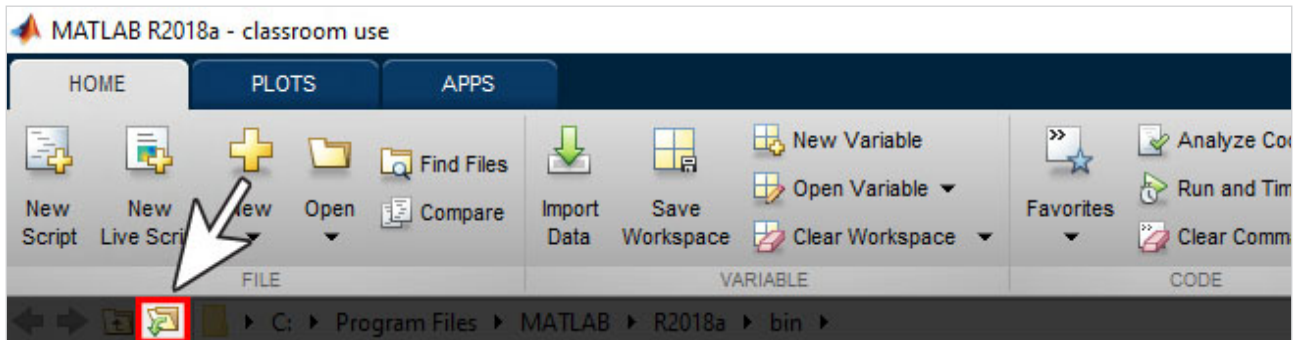 MATLAB R2018a - classroom use
HOME PLOTS APPS
New Script
New Live Scri
New
Open
Find Files
Compare
Import Data
Save Workspace
New Variable
Open Variable
Clear Workspace
Favorites
Analyze Co
Run and Tim
Clear Comm
FILE VARIABLE CODE
C: Program Files MATLAB R2018a bin